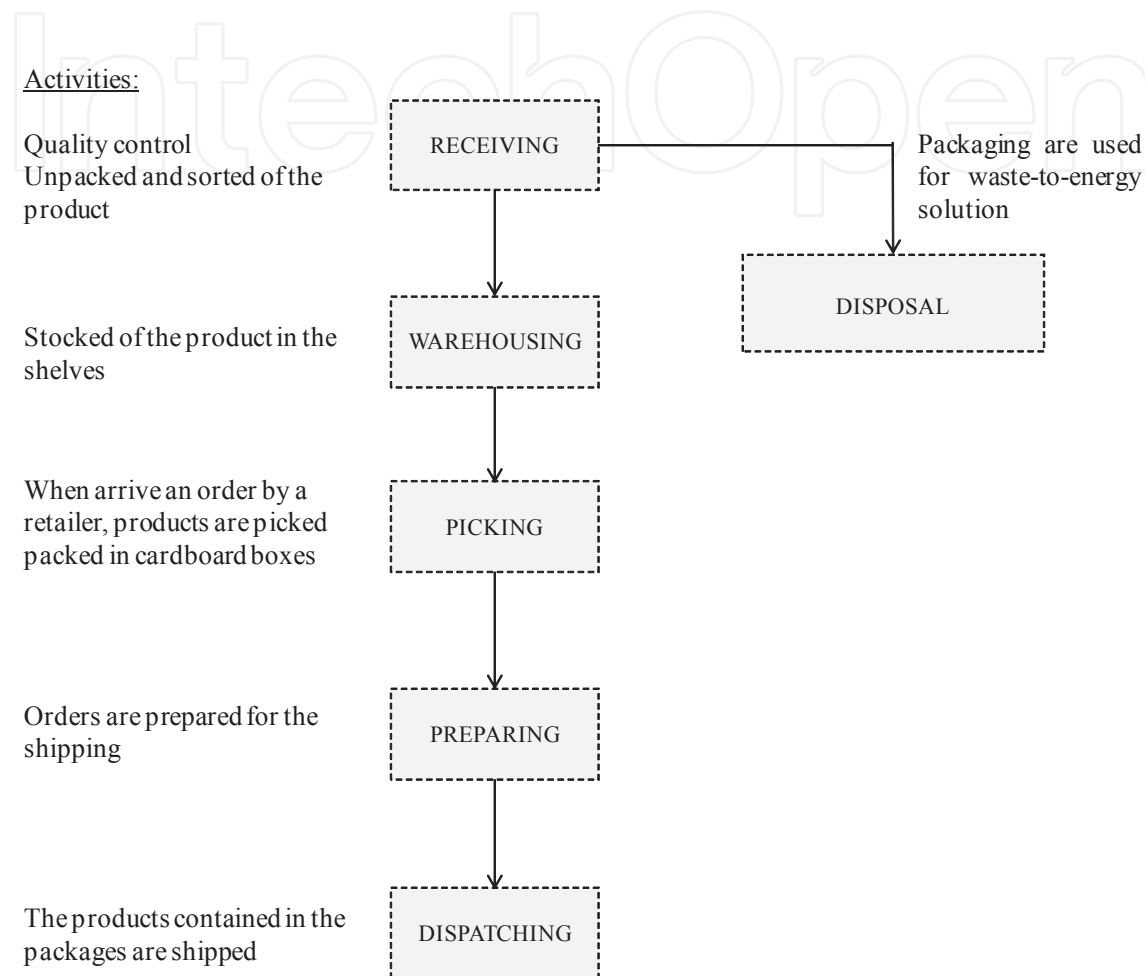 IntechOpen
Activities:
Quality control
Unpacked and sorted of the
product
RECEIVING
Packaging are used
for waste-to-energy
solution
DISPOSAL
Stocked of the product in the
shelves
WAREHOUSING
When arrive an order by a
retailer, products are picked
packed in cardboard boxes
PICKING
Orders are prepared for the
shipping
PREPARING
The products contained in the
packages are shipped
DISPATCHING